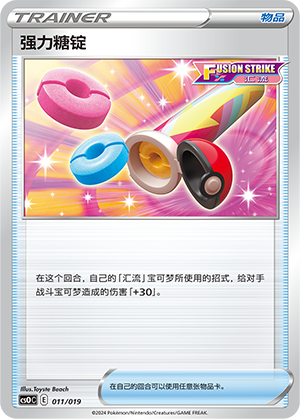 TRAINER
物品
强力糖锭
FUSION STRIKE
汇流
在这个回合，自己的「汇流」宝可梦所使用的招式，给对手
战斗宝可梦造成的伤害「+30」。
Illus.Toyste Beach
CS0C E 011/019
在自己的回合可以使用任意张物品卡。
©2024 Pokémon/Nintendo/Creatures/GAME FREAK.